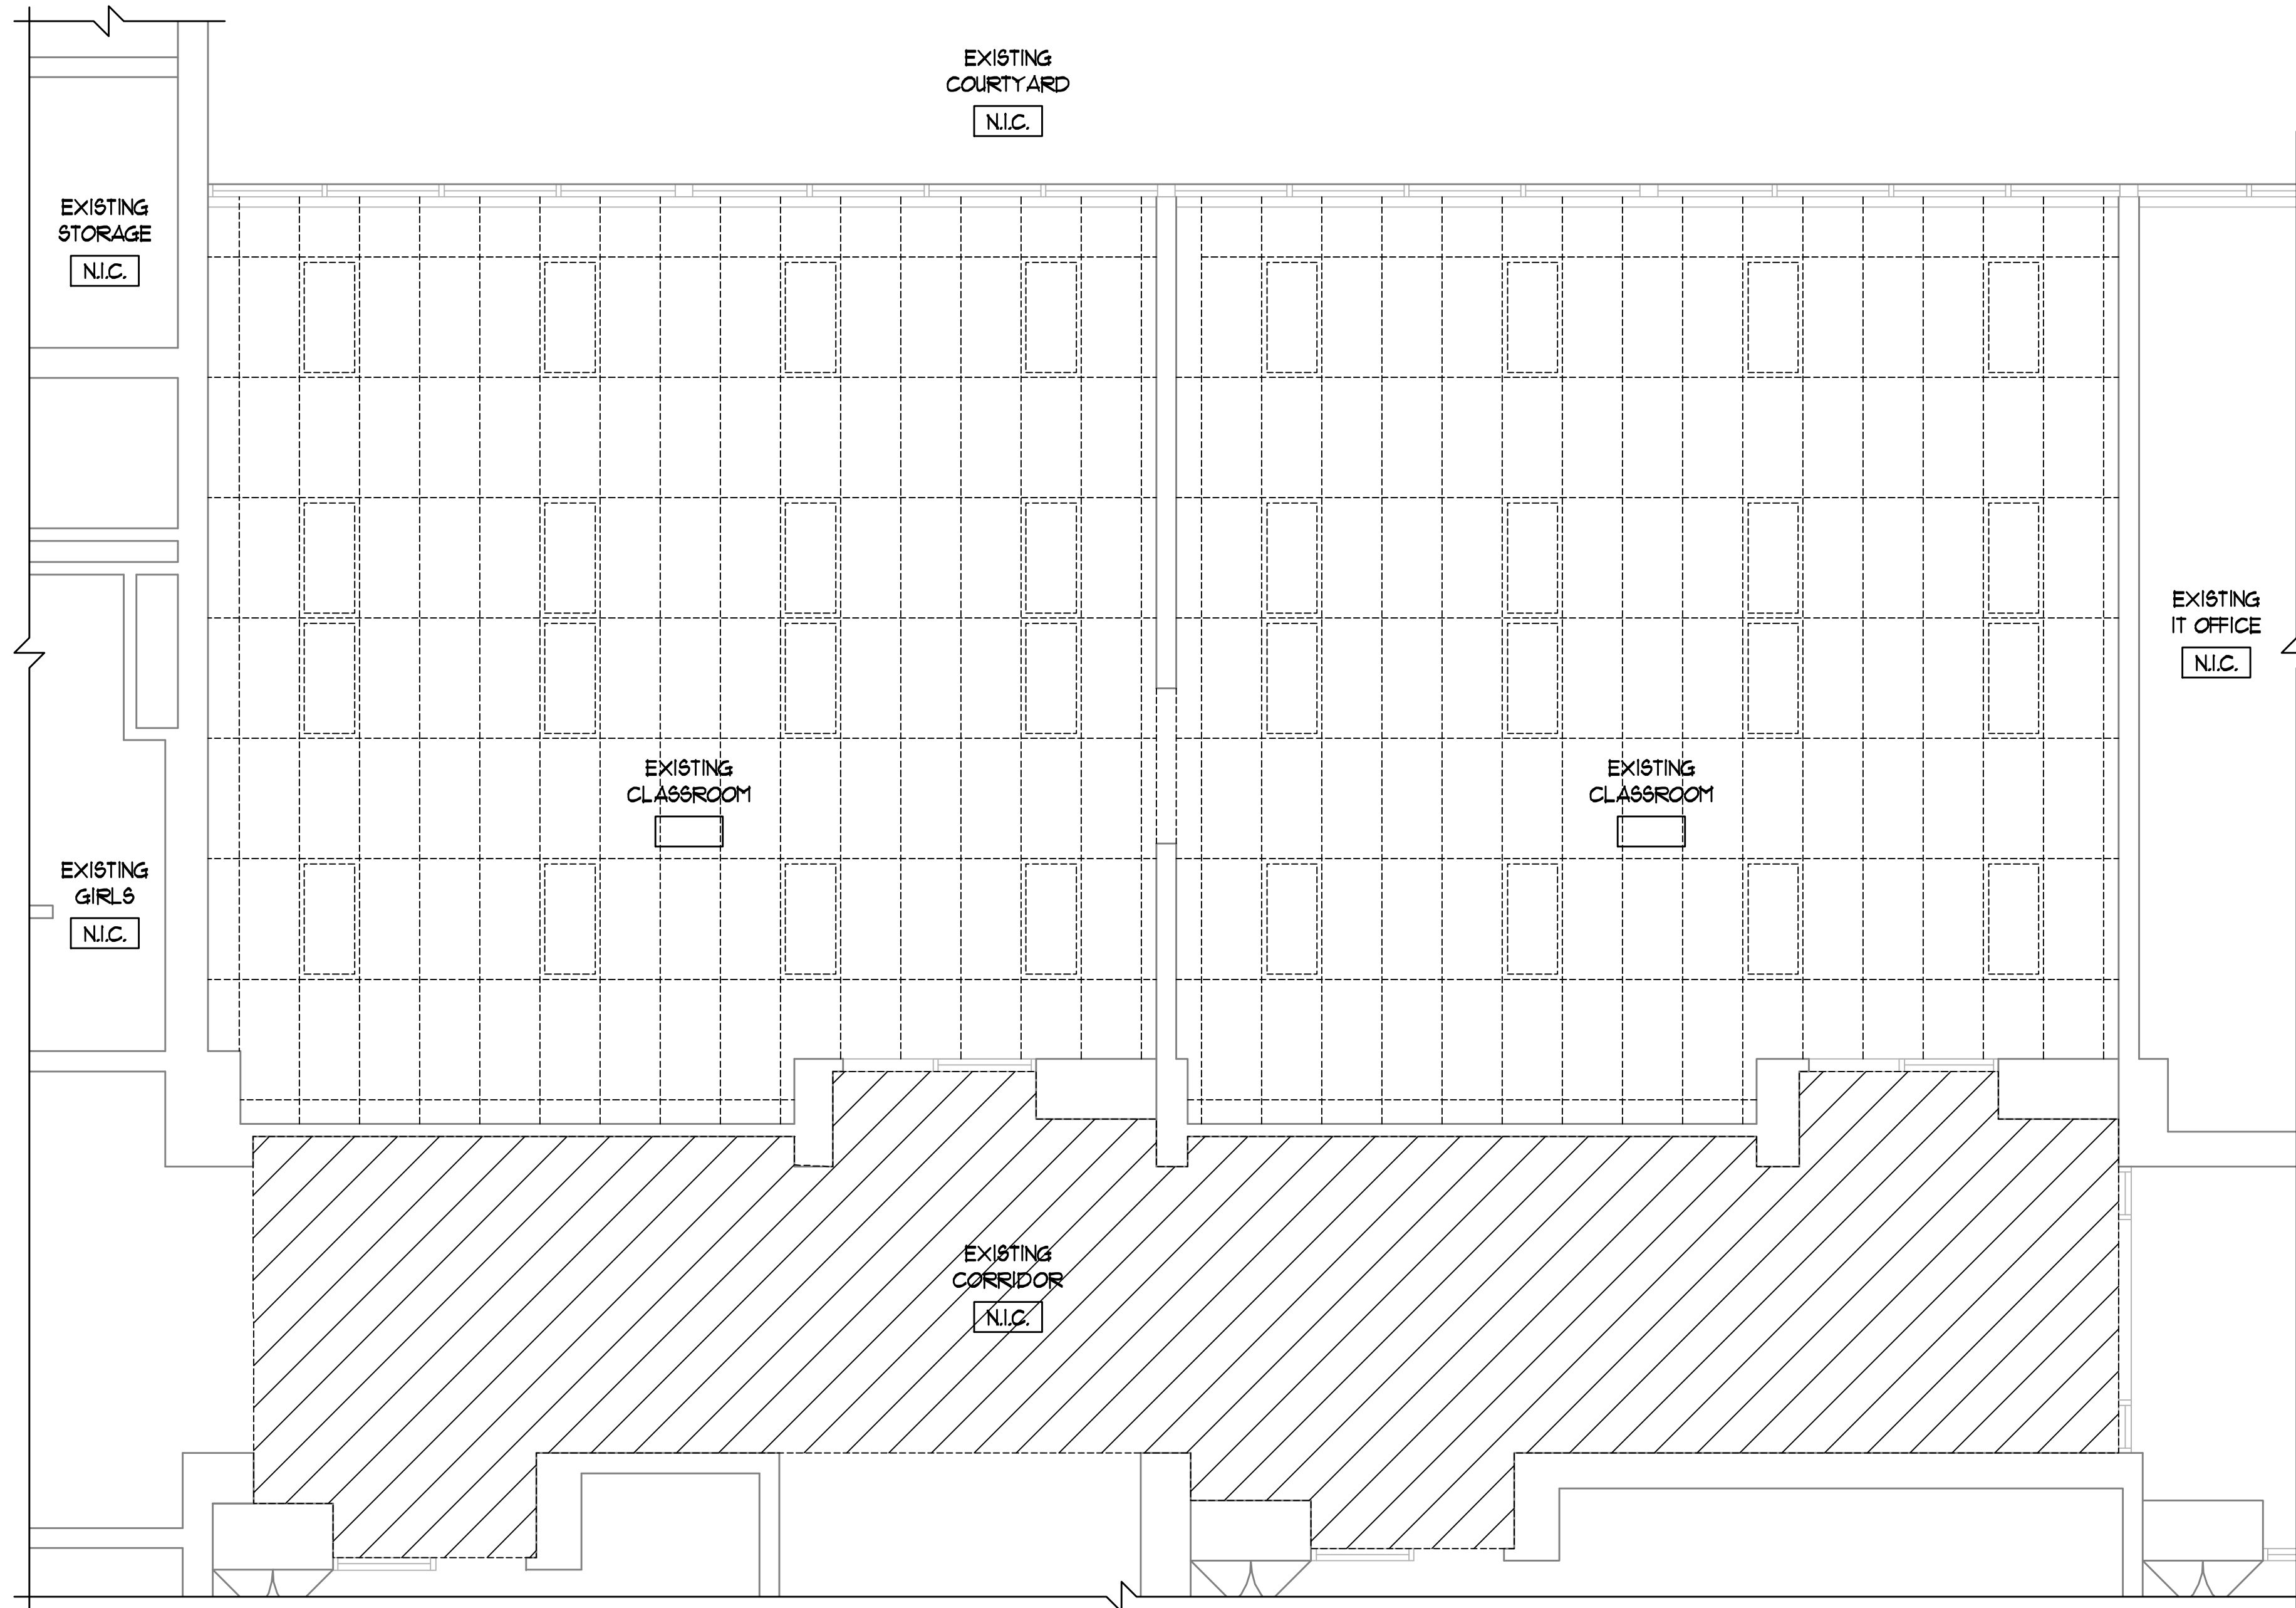 EXISTING
COURTYARD
N.I.C.
EXISTING
STORAGE
N.I.C.
EXISTING
IT OFFICE
N.I.C.
EXISTING
CLASSROOM
EXISTING
CLASSROOM
EXISTING
GIRLS
N.I.C.
EXISTING
CORRIDOR
N.I.C.